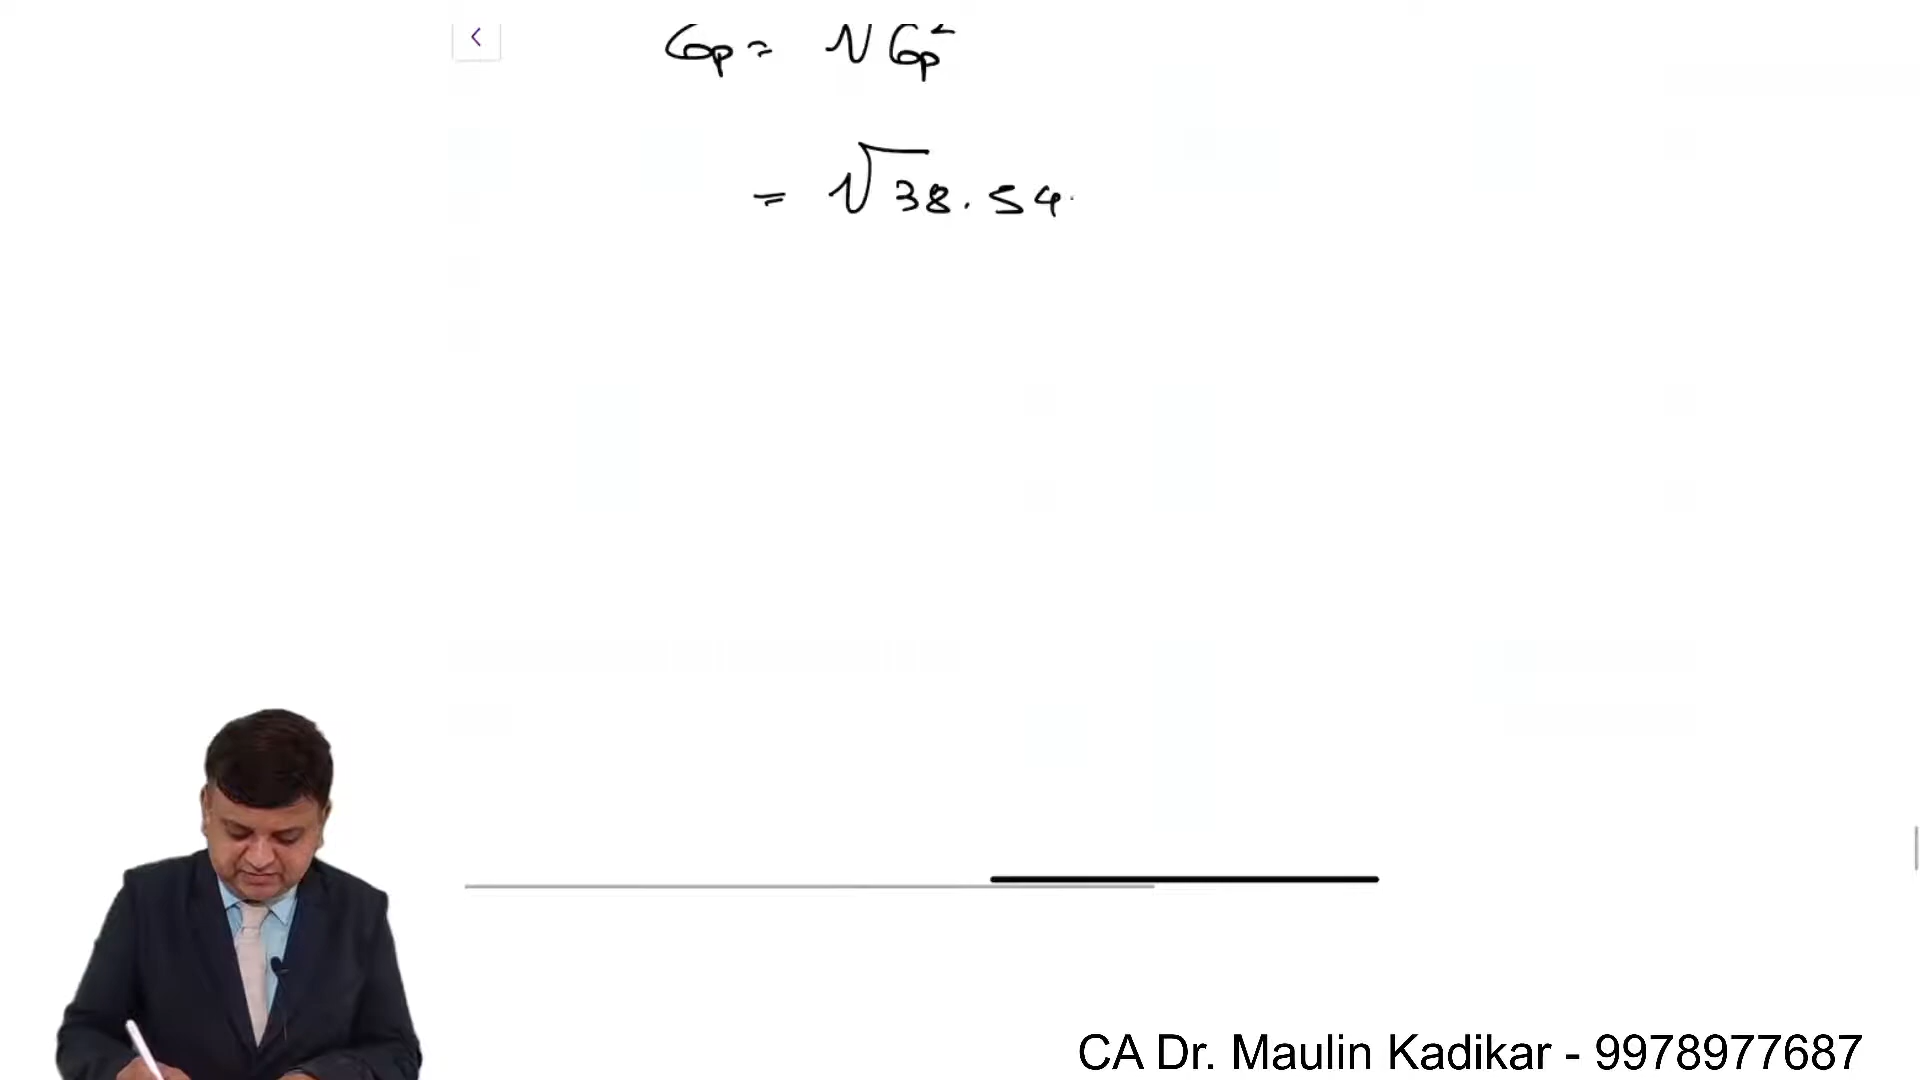 σp = √σp²
= √38.54
CA Dr. Maulin Kadikar - 9978977687